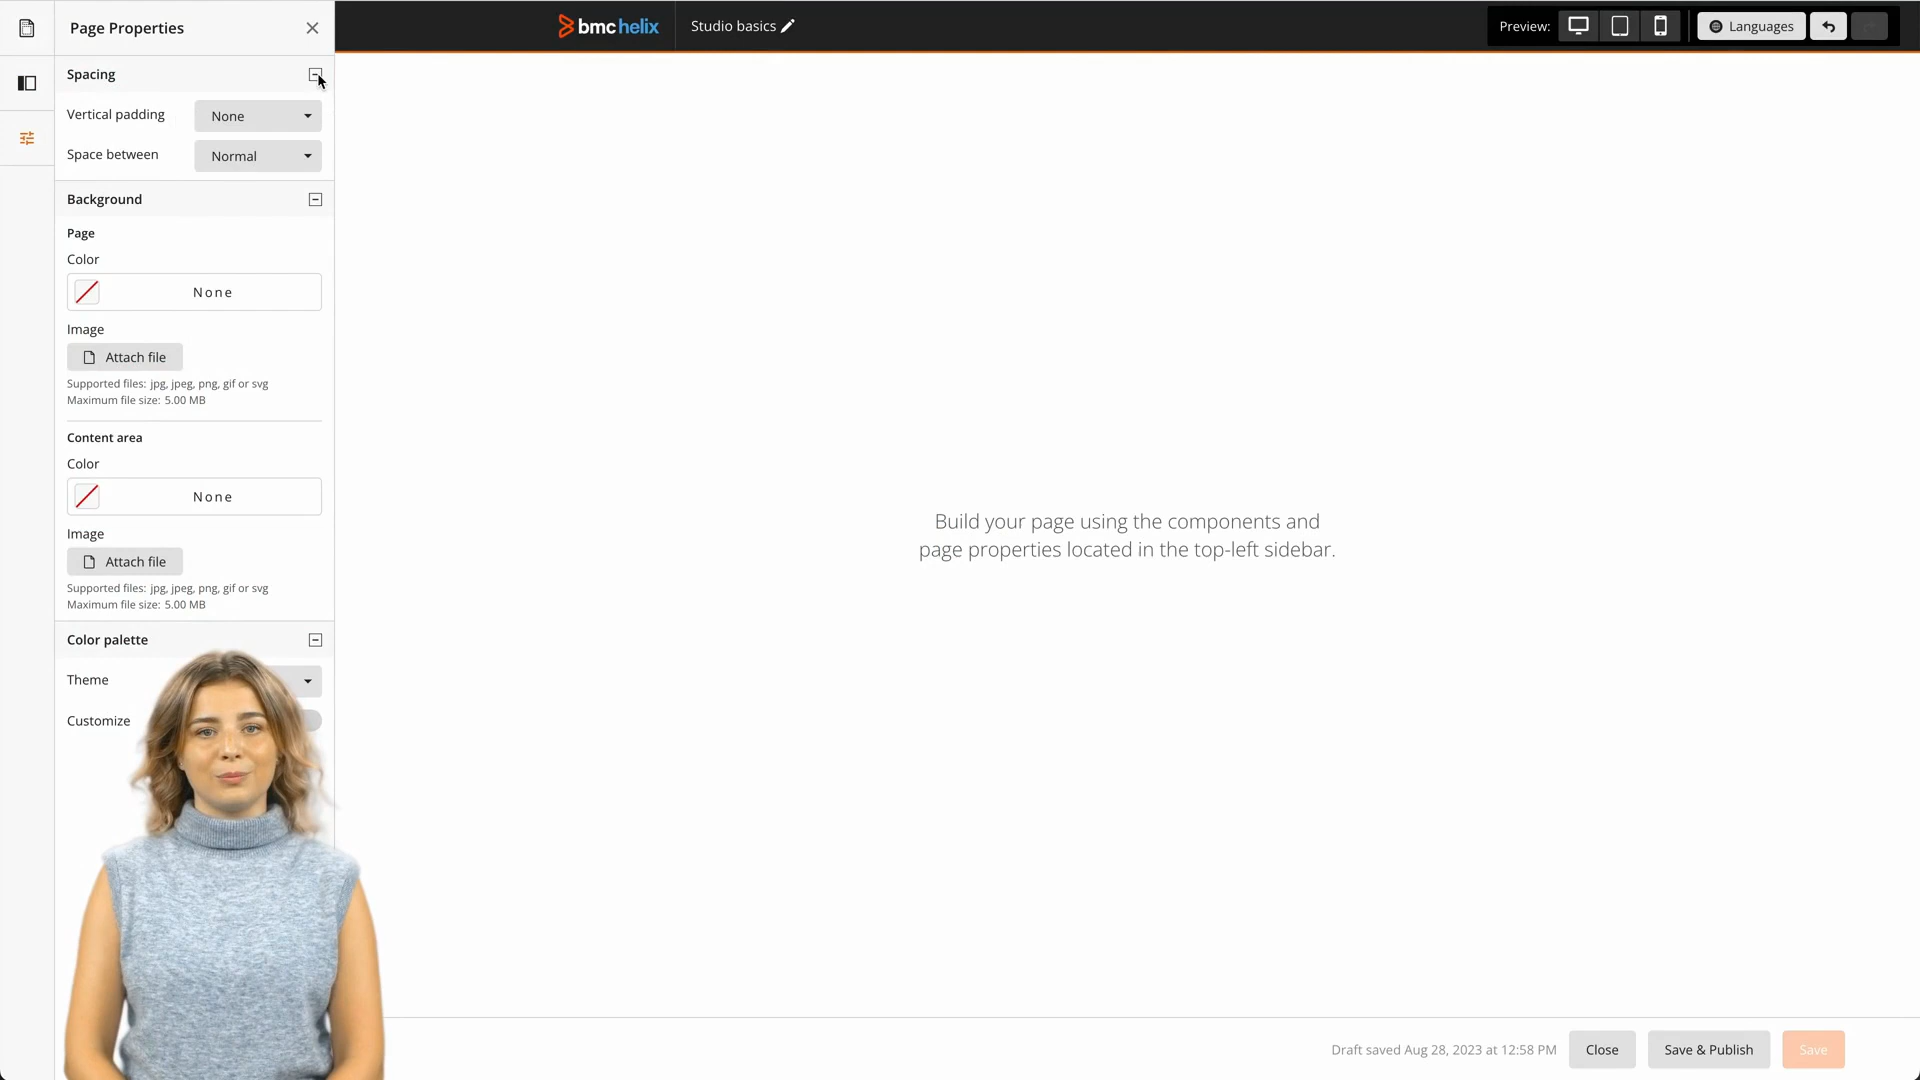 Page Properties
bmc helix
Studio basics
Preview:
Languages
Spacing
Vertical padding
None
Space between
Normal
Background
Page
Color
None
Image
Attach file
Supported files: jpg, jpeg, png, gif or svg
Maximum file size: 5.00 MB
Content area
Color
None
Image
Attach file
Supported files: jpg, jpeg, png, gif or svg
Maximum file size: 5.00 MB
Color palette
Theme
Customize
Build your page using the components and
page properties located in the top-left sidebar.
Draft saved Aug 28, 2023 at 12:58 PM
Close
Save & Publish
Save